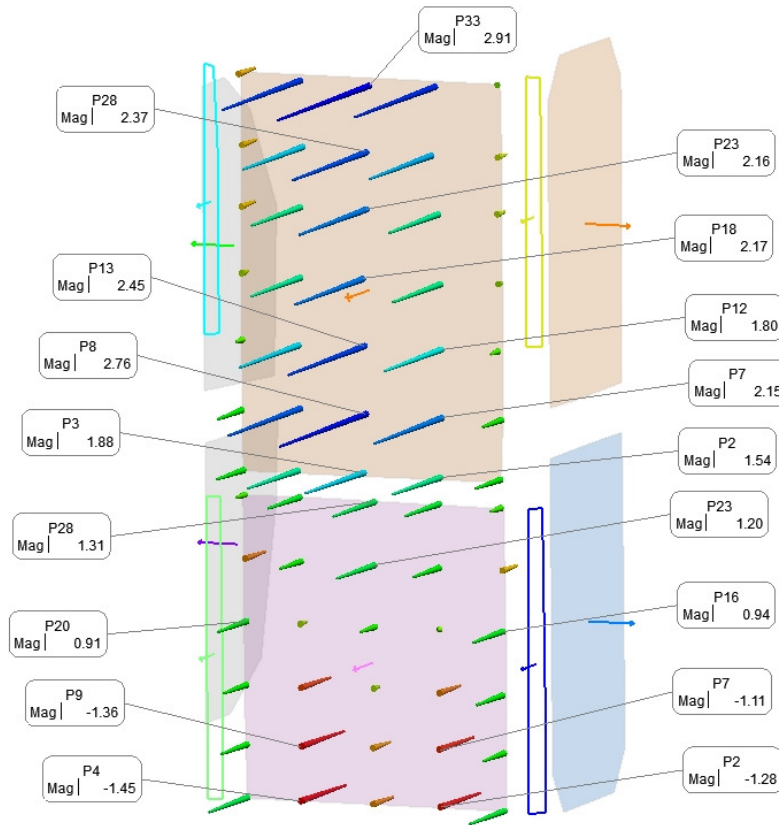 P33
Mag 2.91
P28
Mag 2.37
P23
Mag 2.16
P18
Mag 2.17
P13
Mag 2.45
P12
Mag 1.80
P8
Mag 2.76
P7
Mag 2.15
P3
Mag 1.88
P2
Mag 1.54
P28
Mag 1.31
P23
Mag 1.20
P20
Mag 0.91
P16
Mag 0.94
P9
Mag -1.36
P7
Mag -1.11
P4
Mag -1.45
P2
Mag -1.28